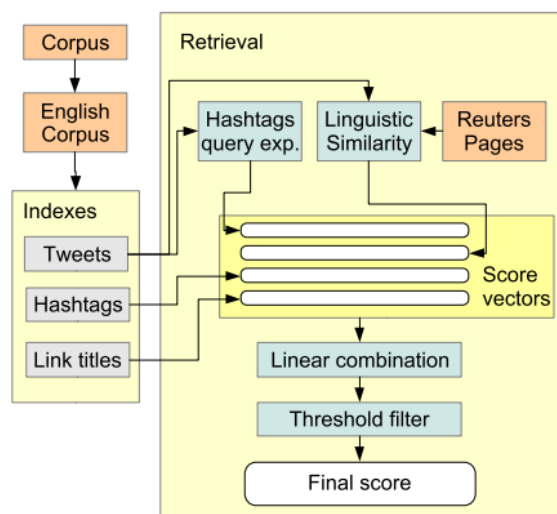 Corpus
English
Corpus
Indexes
Tweets
Hashtags
Link titles
Retrieval
Hashtags
query exp.
Linguistic
Similarity
Reuters
Pages
Score
vectors
Linear combination
Threshold filter
Final score